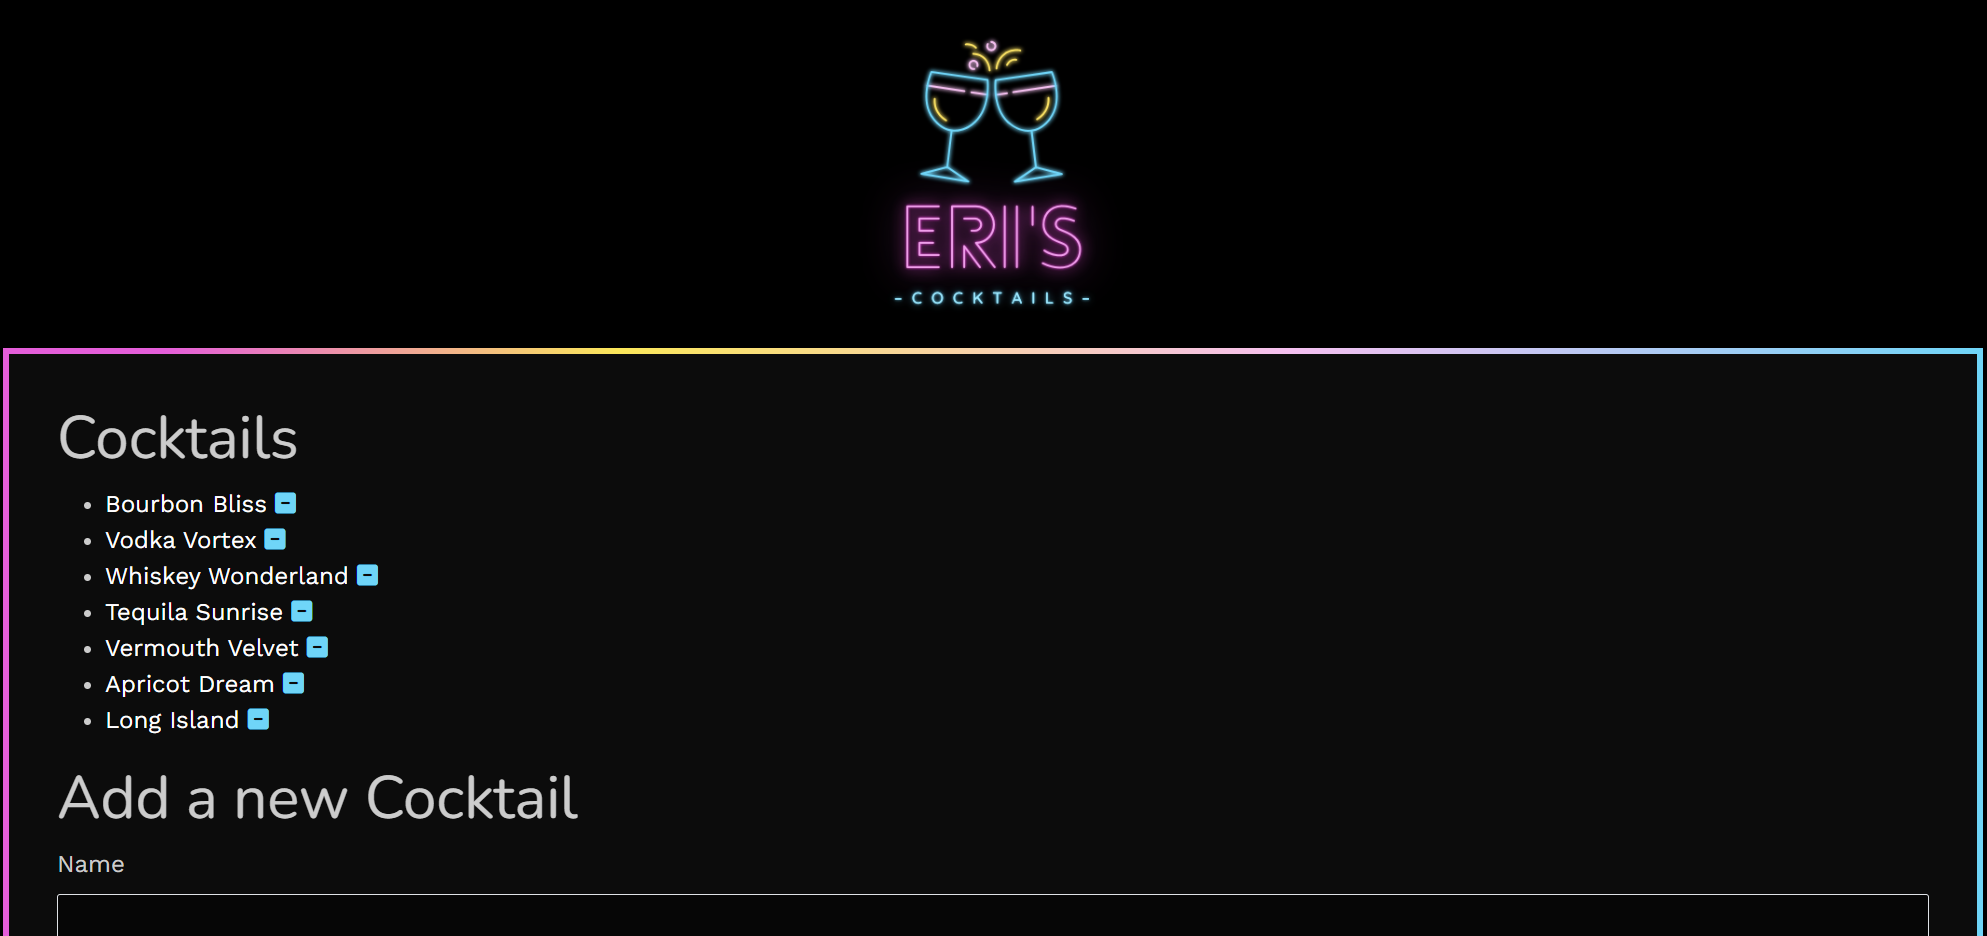 ERI'S
-COCKTAILS-
Cocktails
Bourbon Bliss -
Vodka Vortex -
Whiskey Wonderland -
Tequila Sunrise -
Vermouth Velvet -
Apricot Dream -
Long Island -
Add a new Cocktail
Name